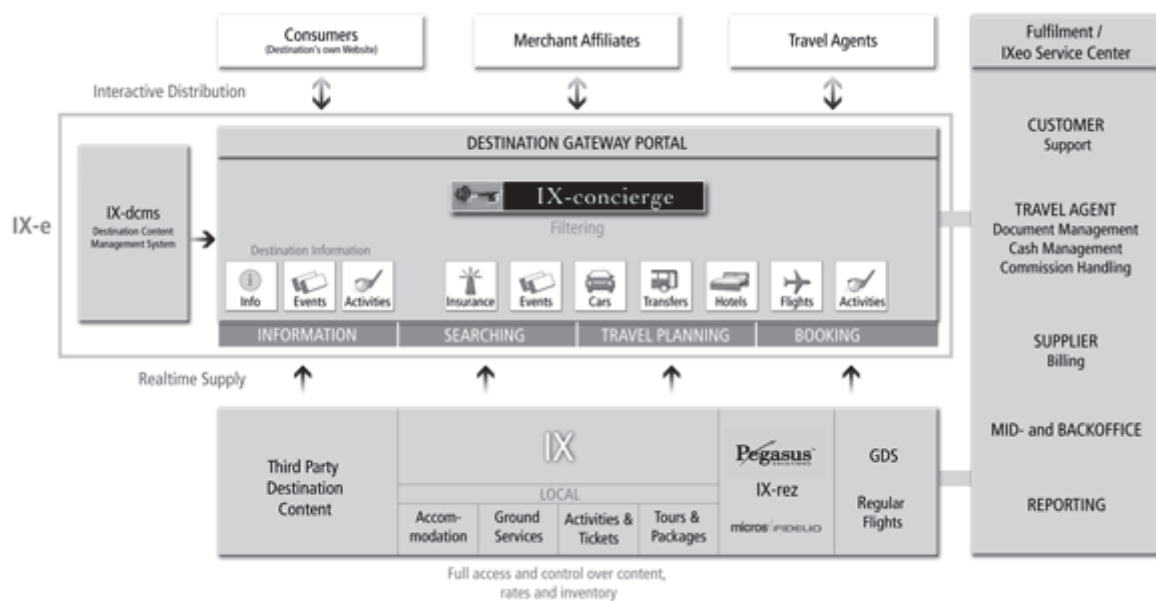 Consumers
(Destination's own Website)
Merchant Affiliates
Travel Agents
Fulfilment /
IXeo Service Center
Interactive Distribution
CUSTOMER
Support
TRAVEL AGENT
Document Management
Cash Management
Commission Handling
SUPPLIER
Billing
MID- and BACKOFFICE
REPORTING
IX-e
IX-dcms
Destination Content
Management System
DESTINATION GATEWAY PORTAL
IX-concierge
Filtering
Destination Information
Info
Events
Activities
Insurance
Events
Cars
Transfers
Hotels
Flights
Activities
INFORMATION
SEARCHING
TRAVEL PLANNING
BOOKING
Realtime Supply
Third Party
Destination
Content
IX
LOCAL
Accom-
modation
Ground
Services
Activities &
Tickets
Tours &
Packages
Pegasus
SOLUTIONS
IX-rez
micros FIDELIO
GDS
Regular
Flights
Full access and control over content,
rates and inventory